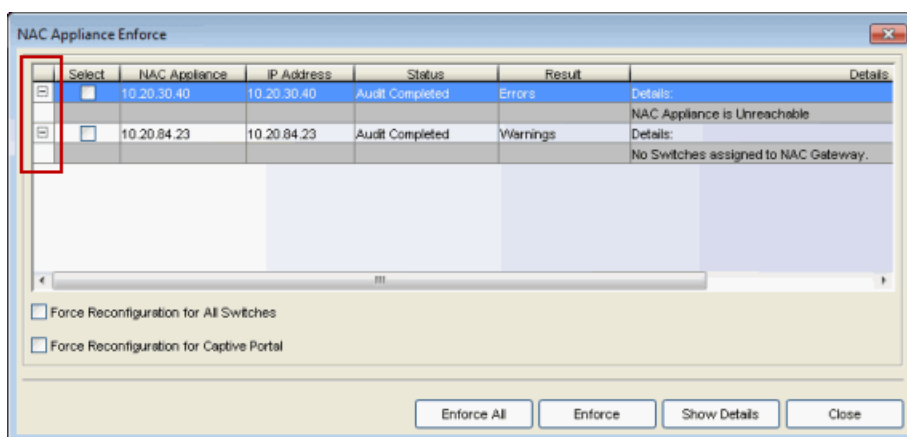 NAC Appliance Enforce
Select NAC Appliance IP Address Status Result Details
10.20.30.40 10.20.30.40 Audit Completed Errors Details:
NAC Appliance is Unreachable
10.20.84.23 10.20.84.23 Audit Completed Warnings Details:
No Switches assigned to NAC Gateway.
Force Reconfiguration for All Switches
Force Reconfiguration for Captive Portal
Enforce All Enforce Show Details Close